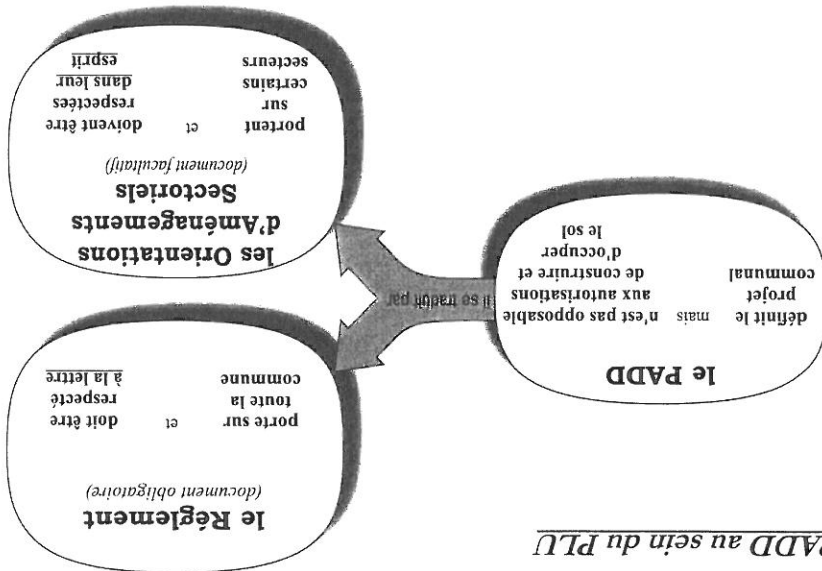 PADD au sein du PLU
le PADD
définit le projet communal
mais
n'est pas opposable
aux autorisations
de construire et
d'occuper
le sol
il se traduit par
le Réglement
(document obligatoire)
porte sur
toute la
commune
et
doit être
respecté
à la lettre
les Orientations
d'Aménagements
Sectoriels
(document facultatif)
portent
sur
certains
secteurs
et
doivent être
respectées
dans leur
esprit